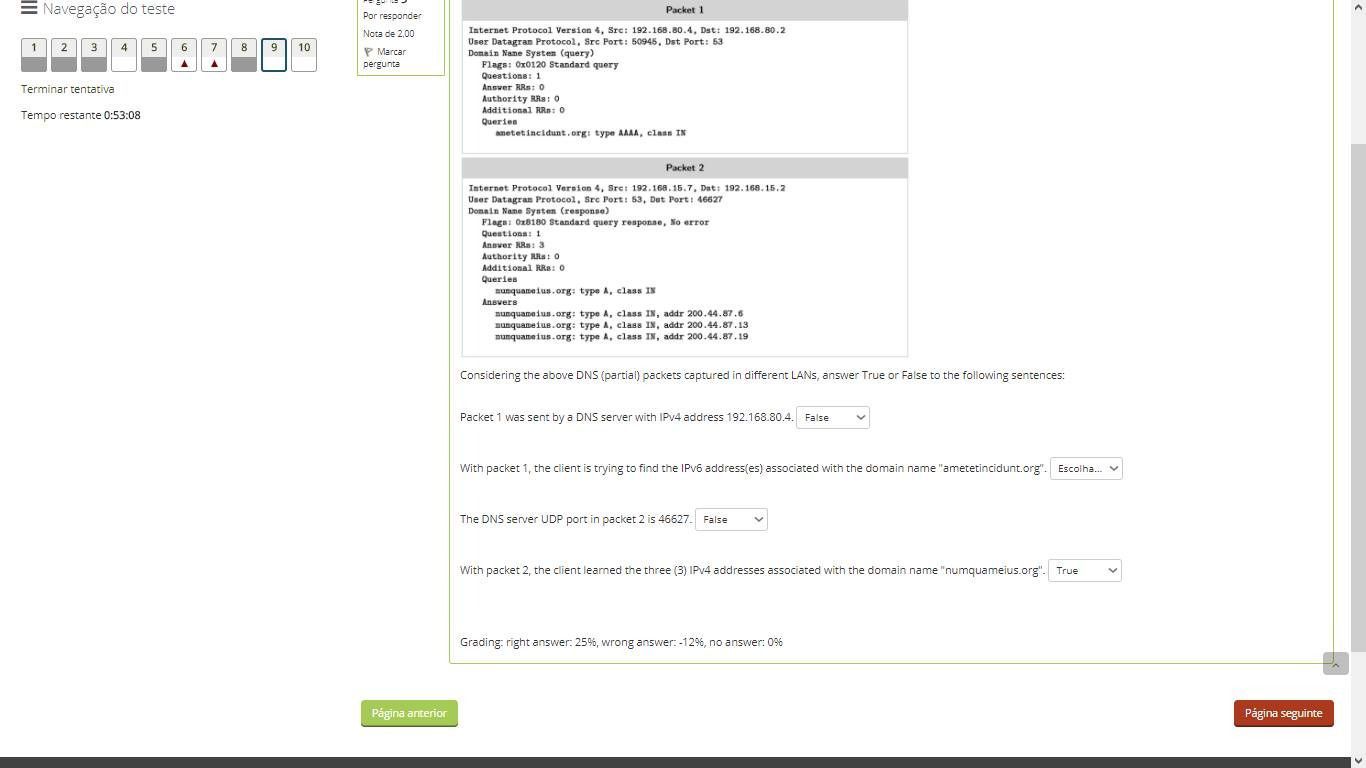 Navegação do teste
1 2 3 4 5 6 7 8 9 10
Terminar tentativa
Tempo restante 0:53:08
Por responder
Nota de 2,00
Marcar
pergunta
Packet 1
Internet Protocol Version 4, Src: 192.168.80.4, Dst: 192.168.80.2
User Datagram Protocol, Src Port: 50945, Dst Port: 53
Domain Name System (query)
Flags: 0x0120 Standard query
Questions: 1
Answer RRs: 0
Authority RRs: 0
Additional RRs: 0
Queries
ametetincidunt.org: type AAAA, class IN
Packet 2
Internet Protocol Version 4, Src: 192.168.15.7, Dst: 192.168.15.2
User Datagram Protocol, Src Port: 53, Dst Port: 46627
Domain Name System (response)
Flags: 0x8180 Standard query response, No error
Questions: 1
Answer RRs: 3
Authority RRs: 0
Additional RRs: 0
Queries
numquameius.org: type A, class IN
Answers
numquameius.org: type A, class IN, addr 200.44.87.6
numquameius.org: type A, class IN, addr 200.44.87.13
numquameius.org: type A, class IN, addr 200.44.87.19
Considering the above DNS (partial) packets captured in different LANs, answer True or False to the following sentences:
Packet 1 was sent by a DNS server with IPv4 address 192.168.80.4. False
With packet 1, the client is trying to find the IPv6 address(es) associated with the domain name "ametetincidunt.org". Escolha...
The DNS server UDP port in packet 2 is 46627. False
With packet 2, the client learned the three (3) IPv4 addresses associated with the domain name "numquameius.org". True
Grading: right answer: 25%, wrong answer: -12%, no answer: 0%
Página anterior
Página seguinte